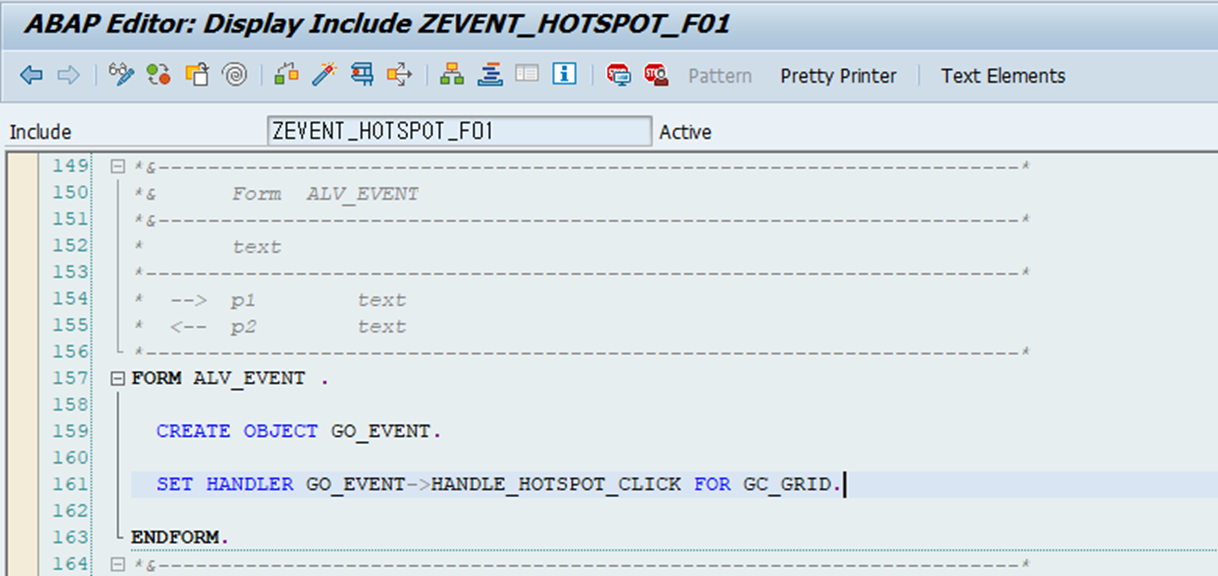 ABAP Editor: Display Include ZEVENT_HOTSPOT_F01
Pattern Pretty Printer Text Elements
Include ZEVENT_HOTSPOT_F01 Active
149 *&---------------------------------------------------------------------*
150 *&      Form  ALV_EVENT
151 *&---------------------------------------------------------------------*
152 *       text
153 *----------------------------------------------------------------------*
154 *  -->  p1        text
155 *  <--  p2        text
156 *----------------------------------------------------------------------*
157 FORM ALV_EVENT .
158
159   CREATE OBJECT GO_EVENT.
160
161   SET HANDLER GO_EVENT->HANDLE_HOTSPOT_CLICK FOR GC_GRID.
162
163 ENDFORM.
164 *&---------------------------------------------------------------------*